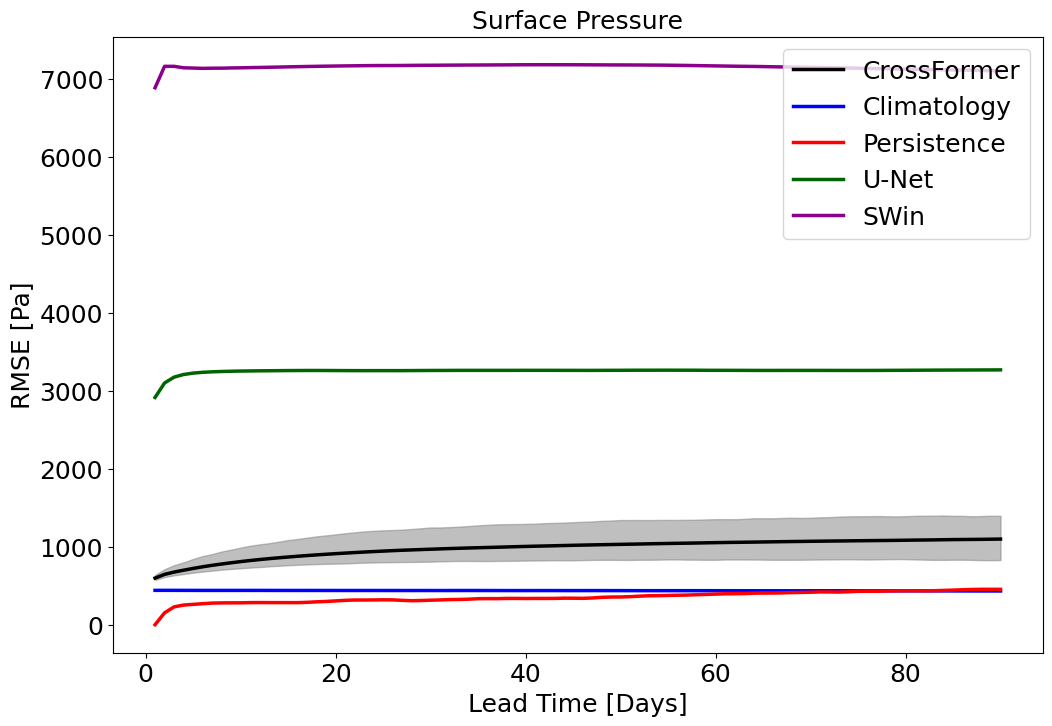 Surface Pressure
RMSE [Pa]
7000
6000
5000
4000
3000
2000
1000
0
CrossFormer
Climatology
Persistence
U-Net
SWin
0 20 40 60 80
Lead Time [Days]